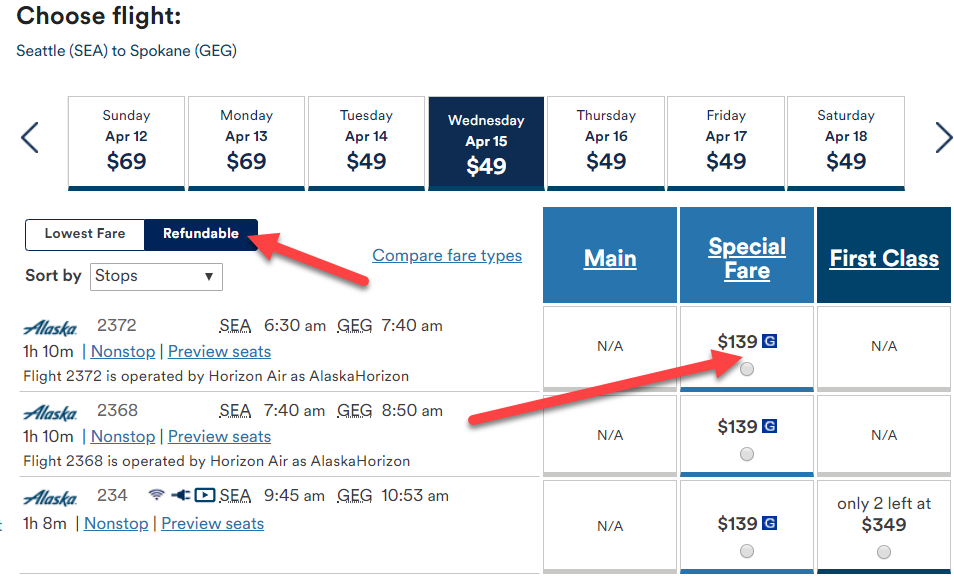 Choose flight:
Seattle (SEA) to Spokane (GEG)
Sunday
Apr 12
$69
Monday
Apr 13
$69
Tuesday
Apr 14
$49
Wednesday
Apr 15
$49
Thursday
Apr 16
$49
Friday
Apr 17
$49
Saturday
Apr 18
$49
Lowest Fare
Refundable
Compare fare types
Sort by Stops
Main
Special
Fare
First Class
Alaska 2372 SEA 6:30 am GEG 7:40 am
1h 10m | Nonstop | Preview seats
Flight 2372 is operated by Horizon Air as AlaskaHorizon
N/A
$139 G
N/A
Alaska 2368 SEA 7:40 am GEG 8:50 am
1h 10m | Nonstop | Preview seats
Flight 2368 is operated by Horizon Air as AlaskaHorizon
N/A
$139 G
N/A
Alaska 234 SEA 9:45 am GEG 10:53 am
1h 8m | Nonstop | Preview seats
N/A
$139 G
only 2 left at
$349